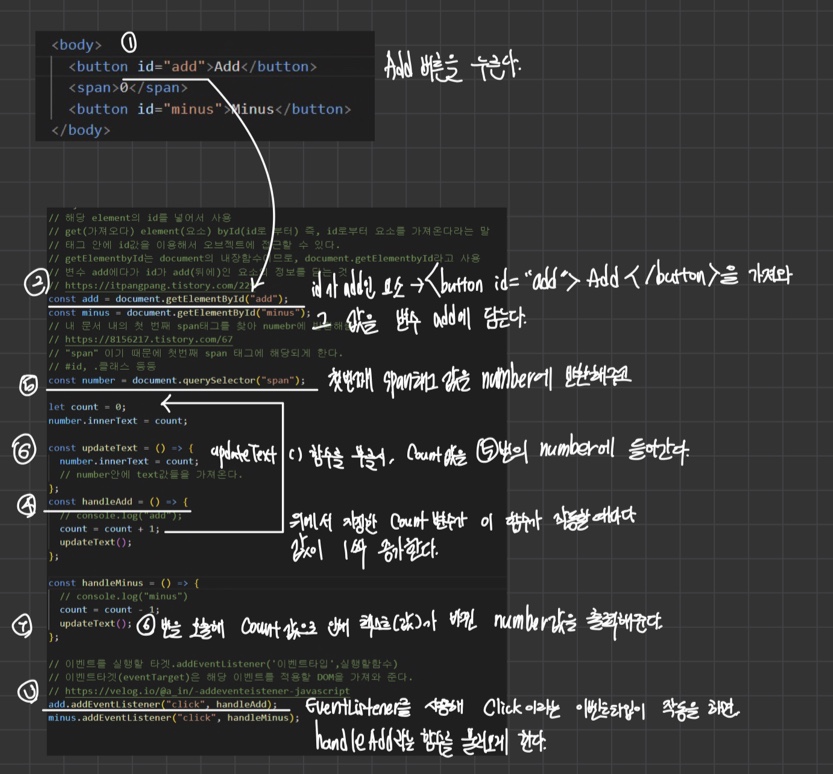 <body> ①
<button id="add">Add</button>
<span>0</span>
<button id="minus">Minus</button>
</body>
Add 버튼을 누른다.
// 해당 element의 id를 넣어서 사용
// get(가져오다) element(요소) byId(id로 부터) 즉, id로부터 요소를 가져온다라는 말
// 태그 안에 id값을 이용해서 오브젝트에 접근할 수 있다.
// getElementbyId는 document의 내장함수이므로, document.getElementbyId라고 사용
// 변수 add에다가 id가 add(위에)인 요소의 정보를 담는 것
// https://itpangpang.tistory.com/22
const add = document.getElementById("add");
const minus = document.getElementById("minus");
id가 add인 요소 → <button id="add"> Add </button>을 가져와
그 값을 변수 add에 담는다.
// 내 문서 내의 첫 번째 span태그를 찾아 numebr에
// https://8156217.tistory.com/67
// "span" 이기 때문에 첫번째 span 태그에 해당되게 한다.
// #id, .클래스 등등
⑤ const number = document.querySelector("span");
첫번째 span태그 값을 number에 반환해주고
let count = 0;
number.innerText = count;
⑥ const updateText = () => {
number.innerText = count;
// number안에 text값들을 가져온다.
};
updateText () 함수를 부를시, Count값을 ⑤번의 number에 들어간다.
④ const handleAdd = () => {
// console.log("add");
count = count + 1;
updateText();
};
위에서 지정한 Count 변수가 이 함수가 작동할때마다
값이 1씩 증가한다.
const handleMinus = () => {
// console.log("minus")
count = count - 1;
⑦ updateText(); ⑥번을 통해 Count값으로 인해 텍스트(값)가 바뀐 number값을 출력해준다.
};
// 이벤트를 실행할 타겟.addEventListener('이벤트타입',실행할함수)
// 이벤트타겟(eventTarget)은 해당 이벤트를 적용할 DOM을 가져와 준다.
// https://velog.io/@a_in/-addeventeistener-javascript
add.addEventListener("click", handleAdd);
minus.addEventListener("click", handleMinus);
EventListener을 사용해 Click이라는 이벤트타입이 작동을 하면
handleAdd라는 함수를 불러오게 한다.